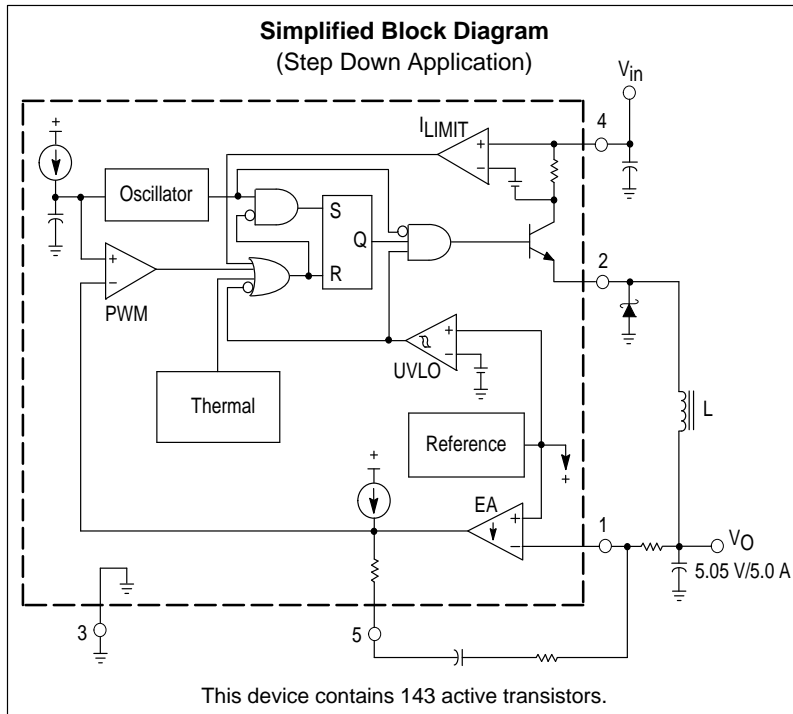 Simplified Block Diagram
(Step Down Application)
Vin
4
ILIMIT
+
−
+
Oscillator
S
Q
R
+
−
PWM
2
+
−
UVLO
Thermal
L
Reference
+
+
EA
+
−
1
VO
5.05 V/5.0 A
3
5
This device contains 143 active transistors.